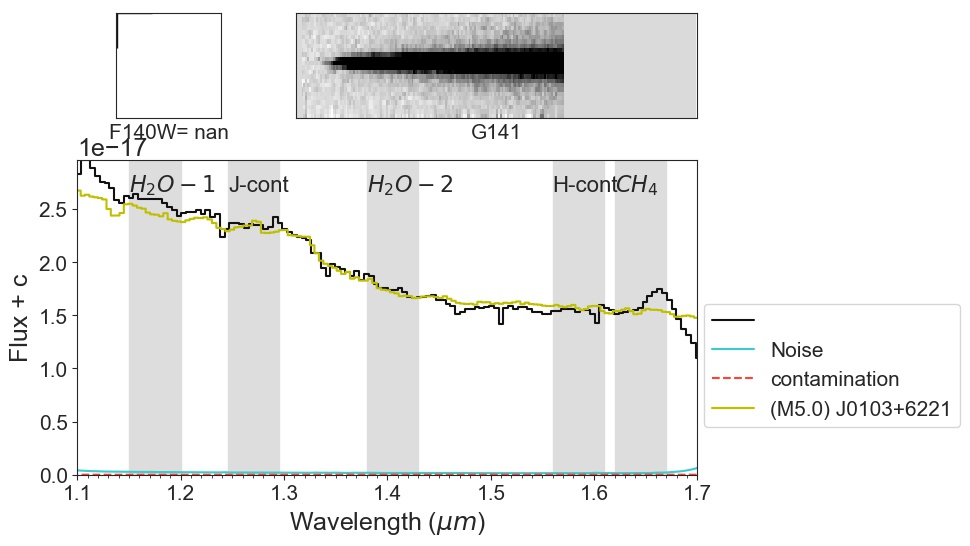 F140W= nan
G141
1e−17
H₂O − 1 J-cont H₂O − 2 H-cont CH₄
2.5
2.0
1.5
1.0
0.5
0.0
Flux + c
1.1 1.2 1.3 1.4 1.5 1.6 1.7
Wavelength (μm)
Noise
contamination
(M5.0) J0103+6221